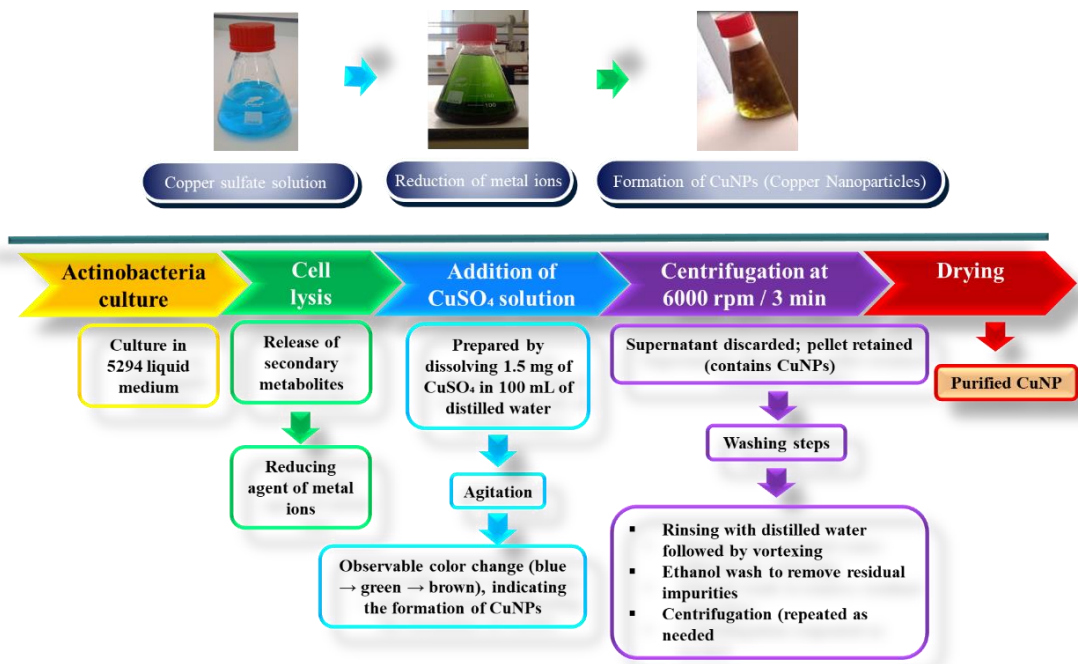 Copper sulfate solution
Reduction of metal ions
Formation of CuNPs (Copper Nanoparticles)
Actinobacteria
culture
Cell
lysis
Addition of
CuSO₄ solution
Centrifugation at
6000 rpm / 3 min
Drying
Culture in
5294 liquid
medium
Release of
secondary
metabolites
Reducing
agent of metal
ions
Prepared by
dissolving 1.5 mg of
CuSO₄ in 100 mL of
distilled water
Agitation
Observable color change (blue
→ green → brown), indicating
the formation of CuNPs
Supernatant discarded; pellet retained
(contains CuNPs)
Washing steps
▪ Rinsing with distilled water
followed by vortexing
▪ Ethanol wash to remove residual
impurities
▪ Centrifugation (repeated as
needed
Purified CuNP